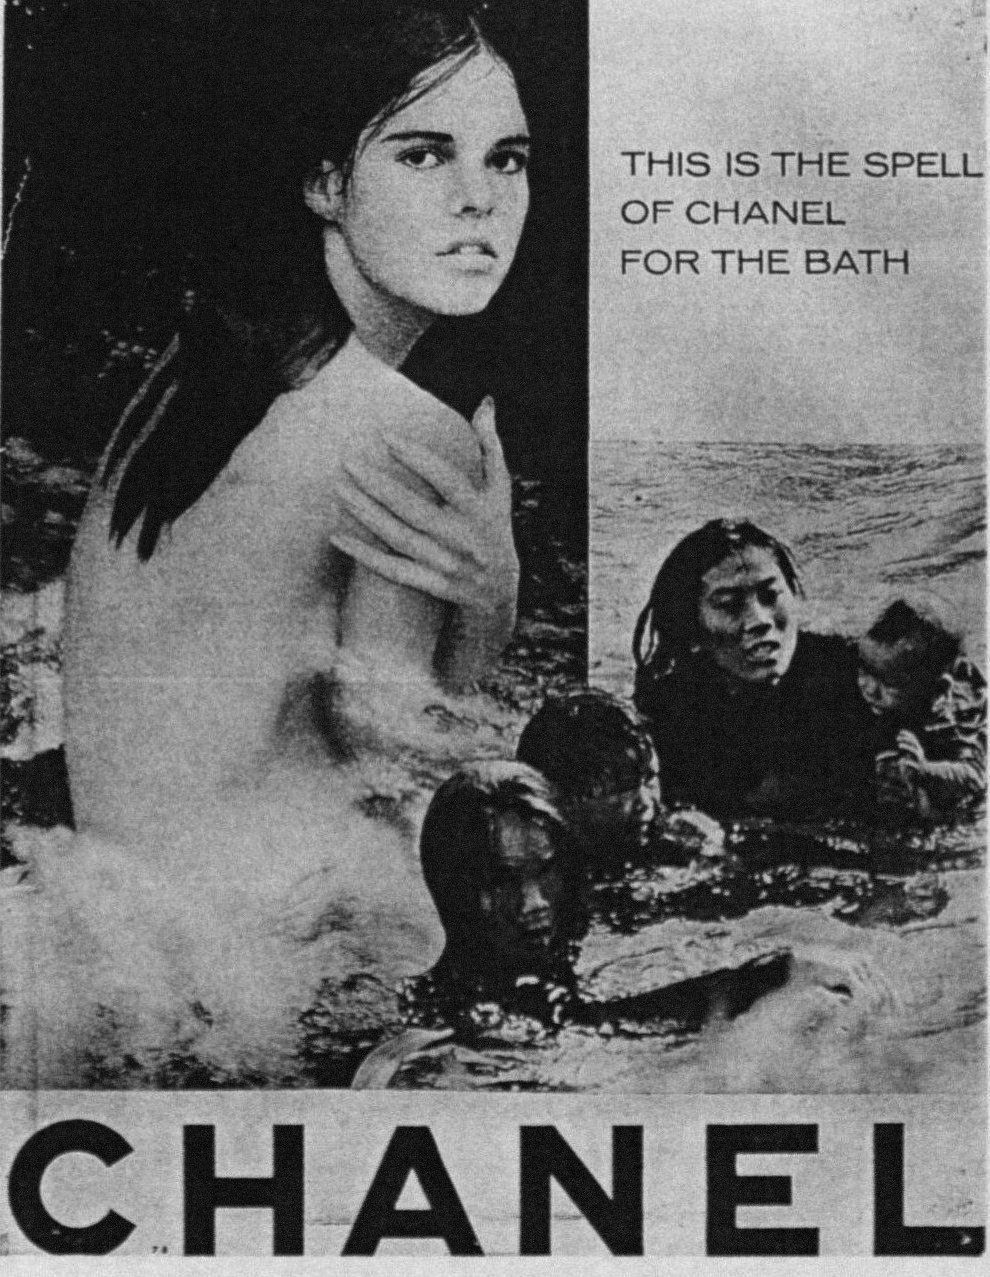 THIS IS THE SPELL
OF CHANEL
FOR THE BATH
CHANEL